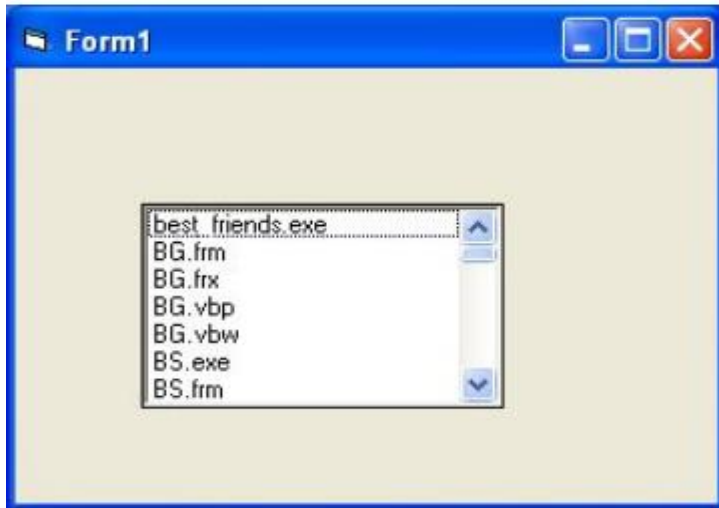 Form1
best_friends.exe
BG.frm
BG.frx
BG.vbp
BG.vbw
BS.exe
BS.frm